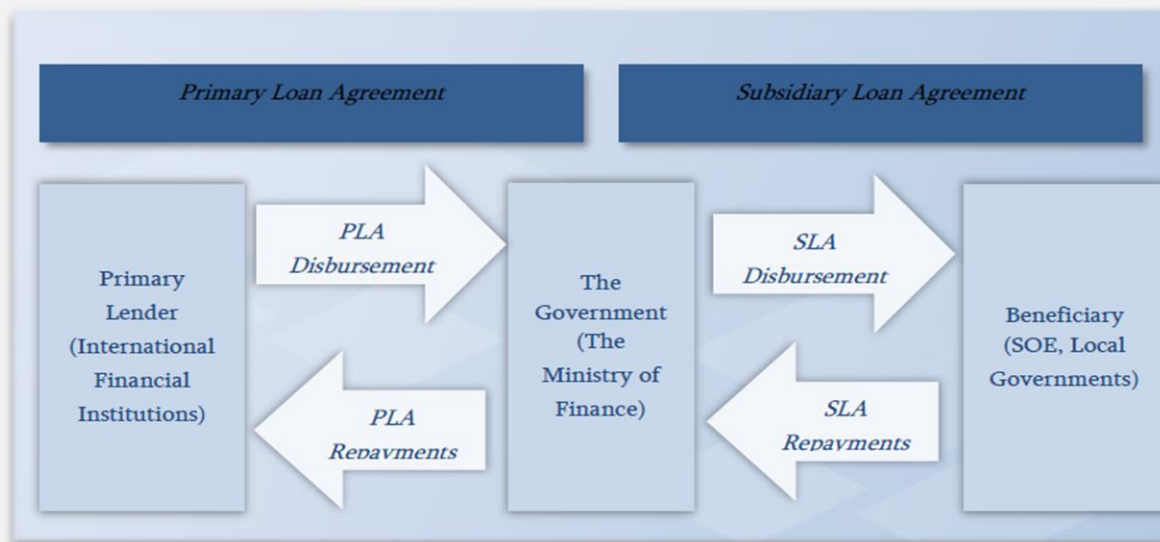 Primary Loan Agreement
Subsidiary Loan Agreement
Primary
Lender
(International
Financial
Institutions)
PLA
Disbursement
PLA
Repayments
The
Government
(The
Ministry of
Finance)
SLA
Disbursement
SLA
Repayments
Beneficiary
(SOE, Local
Governments)